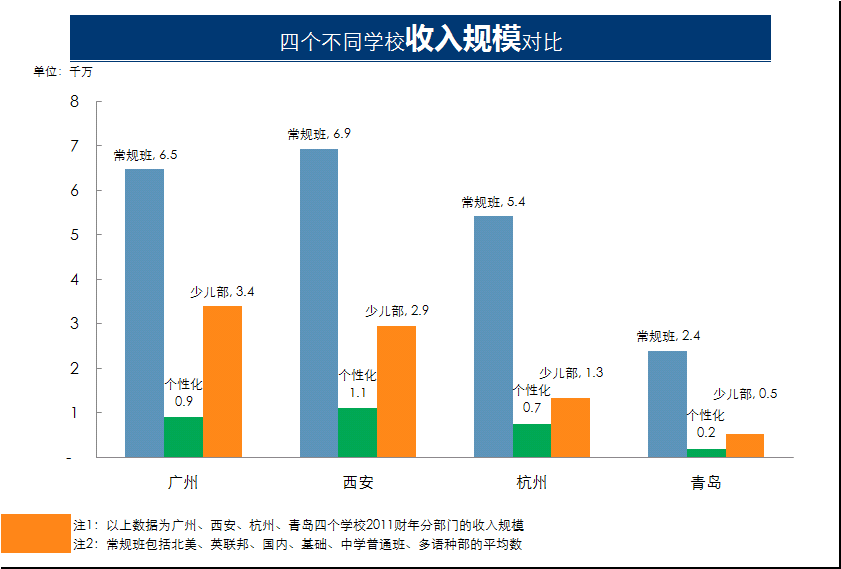 四个不同学校收入规模对比
单位：千万
8
7
6
5
4
3
2
1
-
常规班, 6.5
个性化
0.9
少儿部, 3.4
常规班, 6.9
个性化
1.1
少儿部, 2.9
常规班, 5.4
个性化
0.7
少儿部, 1.3
常规班, 2.4
个性化
0.2
少儿部, 0.5
广州
西安
杭州
青岛
注1：以上数据为广州、西安、杭州、青岛四个学校2011财年分部门的收入规模
注2：常规班包括北美、英联邦、国内、基础、中学普通班、多语种部的平均数